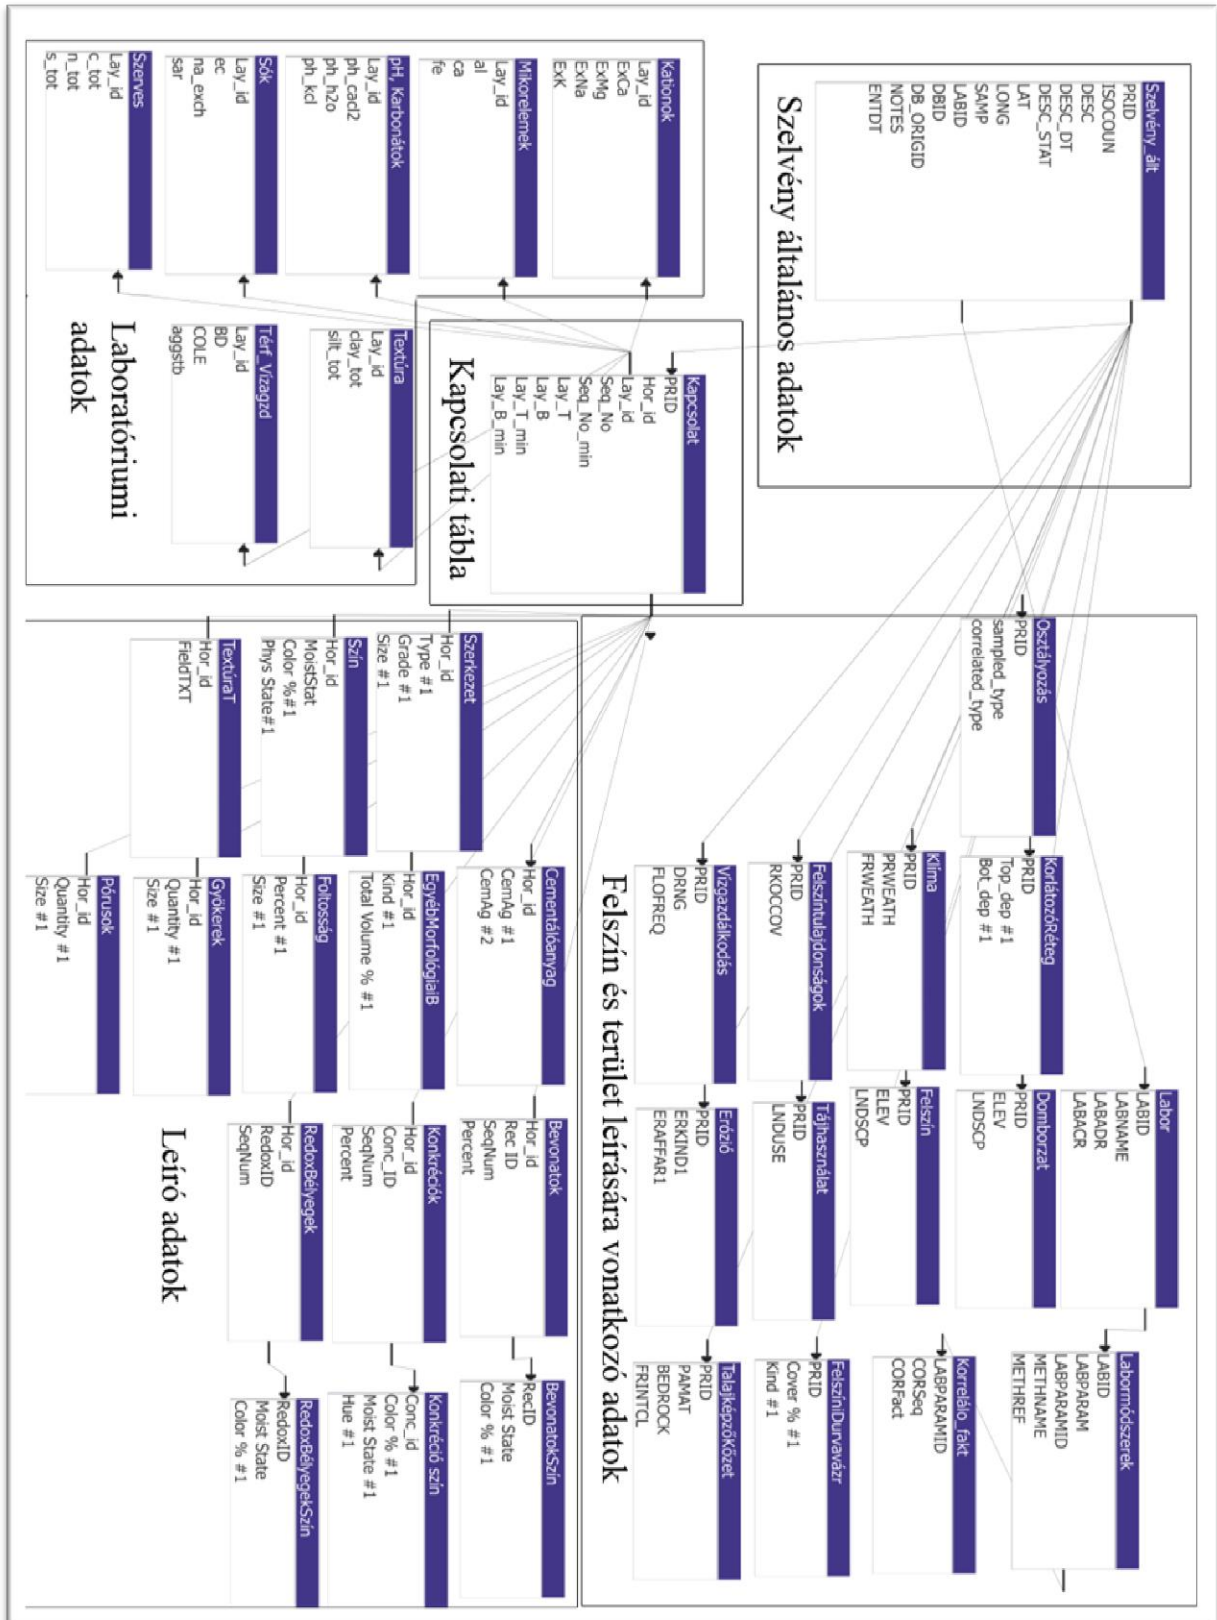 Szelvény_ált
PRID
ISOCOUN
DESC
DESC_DT
DESC_STAT
LAT
LONG
SAMP
LABID
DBID
DB_ORIGID
NOTES
ENTDT
Szelvény általános adatok
Osztályozás
PRID
sampled_type
correlated_type
KorlátozóRéteg
PRID
Top_dep #1
Bot_dep #1
Klíma
PRID
PRWEATH
FRWEATH
Felszíntulajdonságok
PRID
RKOCCOV
Vízgazdálkodás
PRID
DRNG
FLOFREQ
Labor
LABID
LABNAME
LABADR
LABACR
Domborzat
PRID
ELEV
LNDSCP
Felszín
PRID
ELEV
LNDSCP
Tájhasználat
PRID
LNDUSE
Erózió
PRID
ERKIND1
ERAFFAR1
Labormódszerek
LABID
LABPARAM
LABPARAMID
METHNAME
METHREF
Korreláló_fakt
LABPARAMID
CORSeq
CORFact
FelszíniDurvavázr
PRID
Cover % #1
Kind #1
TalajképzőKőzet
PRID
PAMAT
BEDROCK
FRINTCL
Felszín és terület leírására vonatkozó adatok
Kapcsolat
PRID
Hor_id
Lay_id
Seq_No
Seq_No_min
Lay_T
Lay_B
Lay_T_min
Lay_B_min
Kapcsolati tábla
Kationok
Lay_id
ExCa
ExMg
ExNa
ExK
Mikorelemek
Lay_id
al
ca
fe
pH, Karbonátok
Lay_id
ph_cacl2
ph_h2o
ph_kcl
Sók
Lay_id
ec
na_exch
sar
Szerves
Lay_id
c_tot
n_tot
s_tot
Textúra
Lay_id
clay_tot
silt_tot
Térf_Vízagzd
Lay_id
BD
COLE
aggstb
Laboratóriumi
adatok
Szerkezet
Hor_id
Type #1
Grade #1
Size #1
Szín
Hor_id
MoistStat
Color %#1
Phys State#1
TextúraT
Hor_id
FieldTXT
Cementálóanyag
Hor_id
CemAg #1
CemAg #2
EgyébMorfológiaiB
Hor_id
Kind #1
Total Volume % #1
Foltosság
Hor_id
Percent #1
Size #1
Gyökerek
Hor_id
Quantity #1
Size #1
Pórusok
Hor_id
Quantity #1
Size #1
Bevonatok
Hor_id
Rec ID
SeqNum
Percent
Konkréciók
Hor_id
Conc_ID
SeqNum
Percent
RedoxBélyegek
Hor_id
RedoxID
SeqNum
BevonatokSzín
RecID
Moist State
Color % #1
Konkréció szín
Conc_id
Color % #1
Moist State #1
Hue #1
RedoxBélyegekSzín
RedoxID
Moist State
Color % #1
Leíró adatok